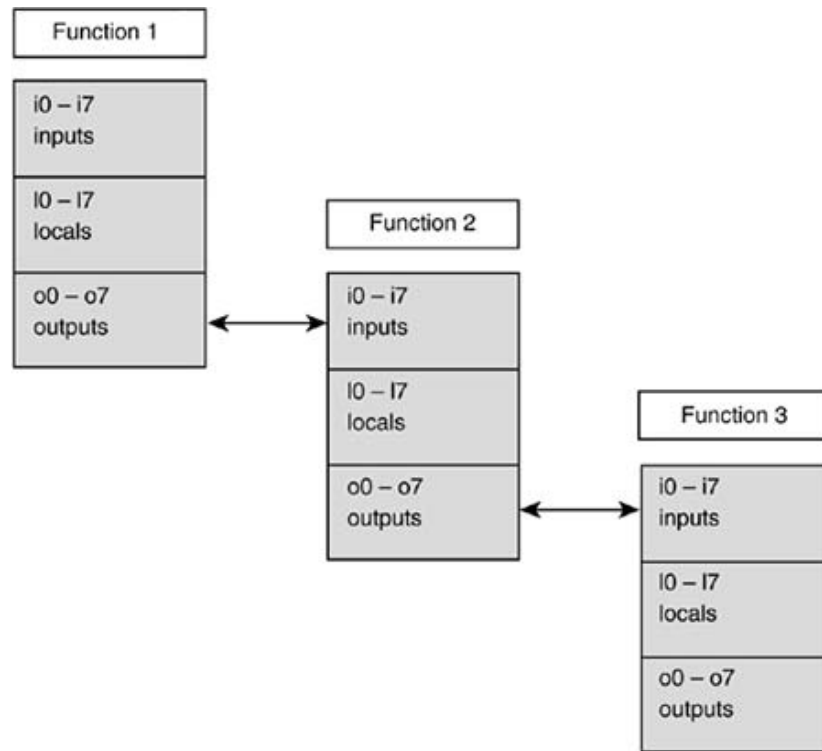 Function 1
i0 – i7
inputs
l0 – l7
locals
o0 – o7
outputs
Function 2
i0 – i7
inputs
l0 – l7
locals
o0 – o7
outputs
Function 3
i0 – i7
inputs
l0 – l7
locals
o0 – o7
outputs